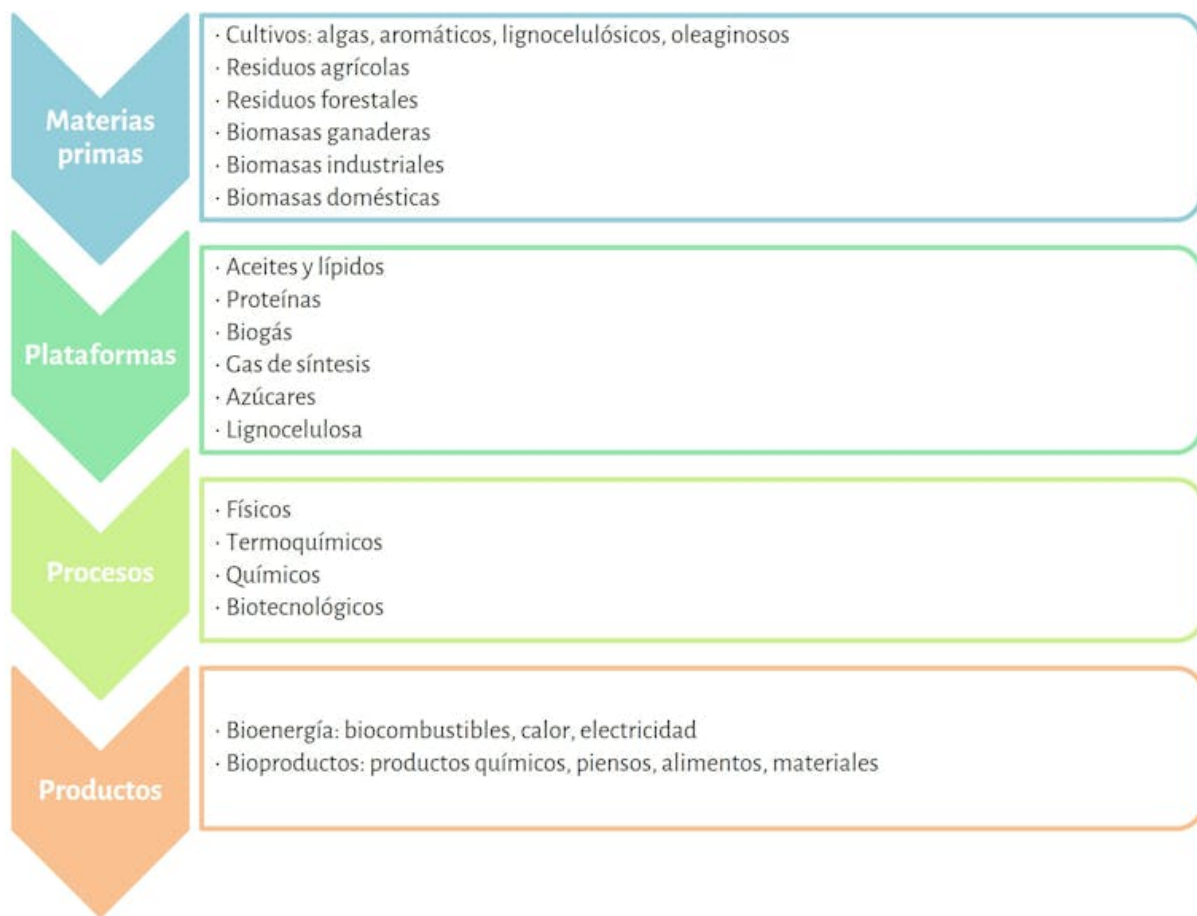 Materias
primas
· Cultivos: algas, aromáticos, lignocelulósicos, oleaginosos
· Residuos agrícolas
· Residuos forestales
· Biomasas ganaderas
· Biomasas industriales
· Biomasas domésticas
Plataformas
· Aceites y lípidos
· Proteínas
· Biogás
· Gas de síntesis
· Azúcares
· Lignocelulosa
Procesos
· Físicos
· Termoquímicos
· Químicos
· Biotecnológicos
Productos
· Bioenergía: biocombustibles, calor, electricidad
· Bioproductos: productos químicos, piensos, alimentos, materiales